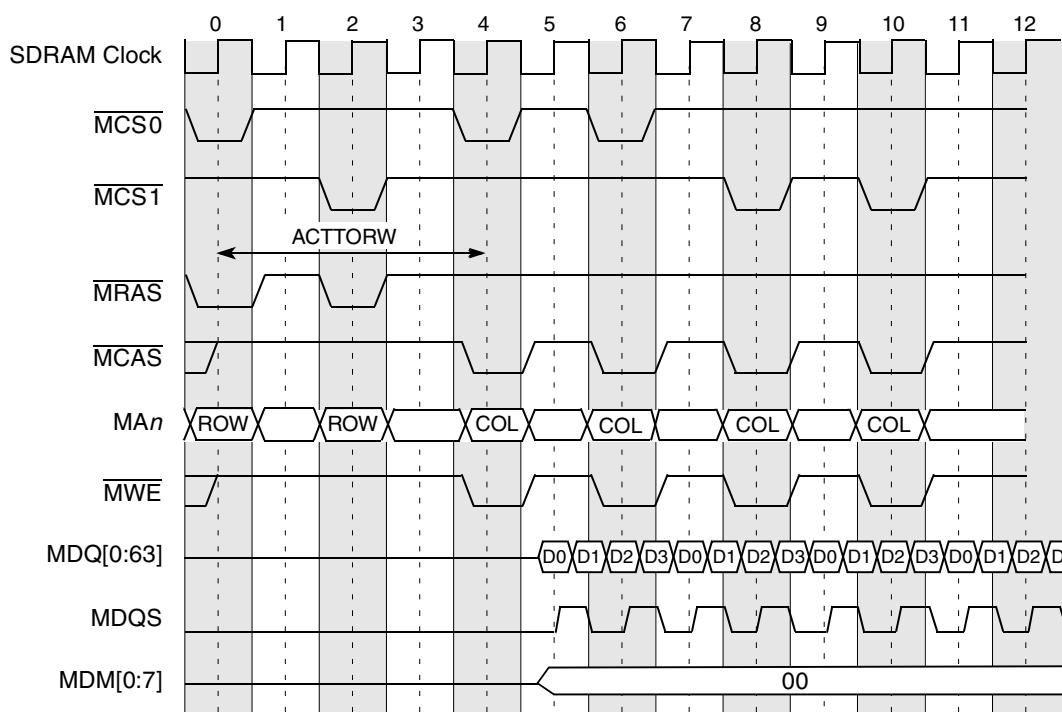 0 1 2 3 4 5 6 7 8 9 10 11 12
SDRAM Clock
MCS0
MCS1
ACTTORW
MRAS
MCAS
MAn ROW ROW COL COL COL COL
MWE
MDQ[0:63] D0 D1 D2 D3 D0 D1 D2 D3 D0 D1 D2 D3 D0 D1 D2
MDQS
MDM[0:7] 00